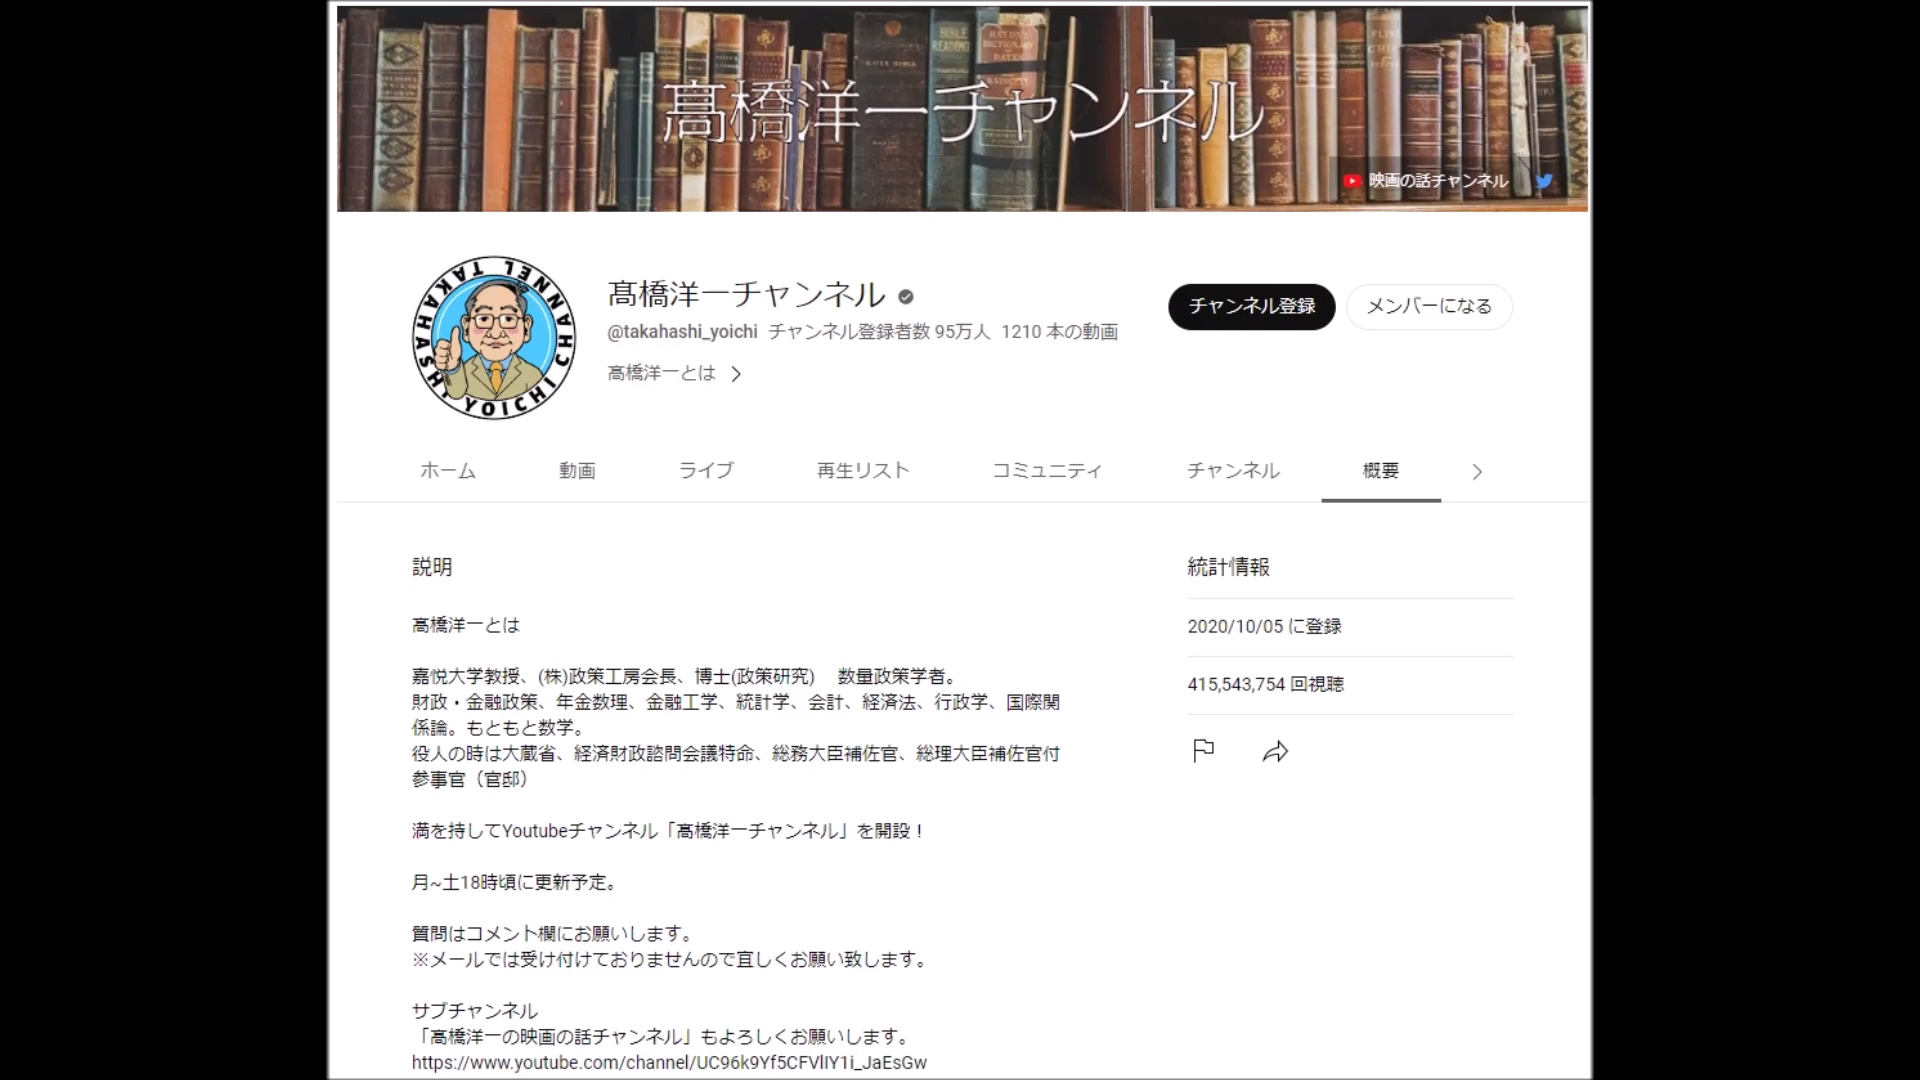 BIBLE
READING
HOLY BIBLE
DICTIONARY
髙橋洋一チャンネル
映画の話チャンネル
TAKAHASHI YOICHI CHANNEL
髙橋洋一チャンネル
@takahashi_yoichi チャンネル登録者数 95万人 1210 本の動画
髙橋洋一とは
チャンネル登録
メンバーになる
ホーム 動画 ライブ 再生リスト コミュニティ チャンネル 概要
説明
髙橋洋一とは
嘉悦大学教授、(株)政策工房会長、博士(政策研究)　数量政策学者。
財政・金融政策、年金数理、金融工学、統計学、会計、経済法、行政学、国際関
係論。もともと数学。
役人の時は大蔵省、経済財政諮問会議特命、総務大臣補佐官、総理大臣補佐官付
参事官（官邸）
満を持してYoutubeチャンネル「髙橋洋一チャンネル」を開設！
月~土18時頃に更新予定。
質問はコメント欄にお願いします。
※メールでは受け付けておりませんので宜しくお願い致します。
サブチャンネル
「髙橋洋一の映画の話チャンネル」もよろしくお願いします。
https://www.youtube.com/channel/UC96k9Yf5CFVlIY1i_JaEsGw
統計情報
2020/10/05 に登録
415,543,754 回視聴